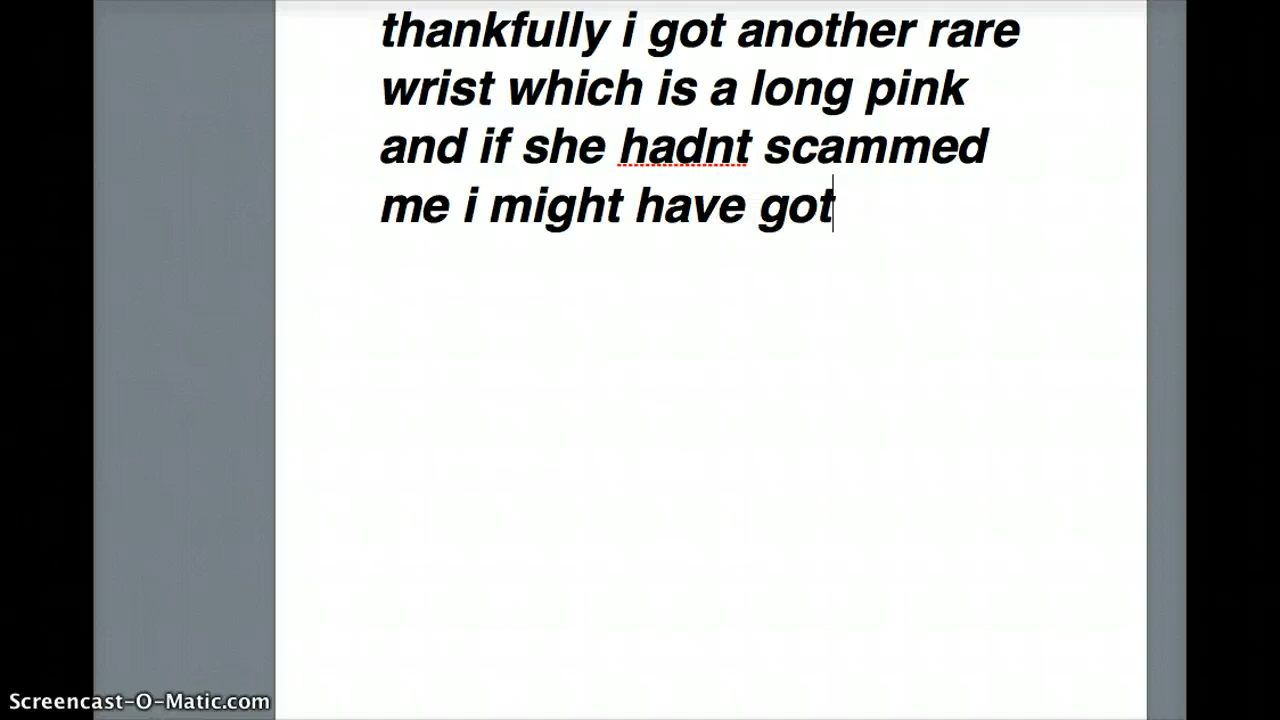 thankfully i got another rare
wrist which is a long pink
and if she hadnt scammed
me i might have got
Screencast-O-Matic.com